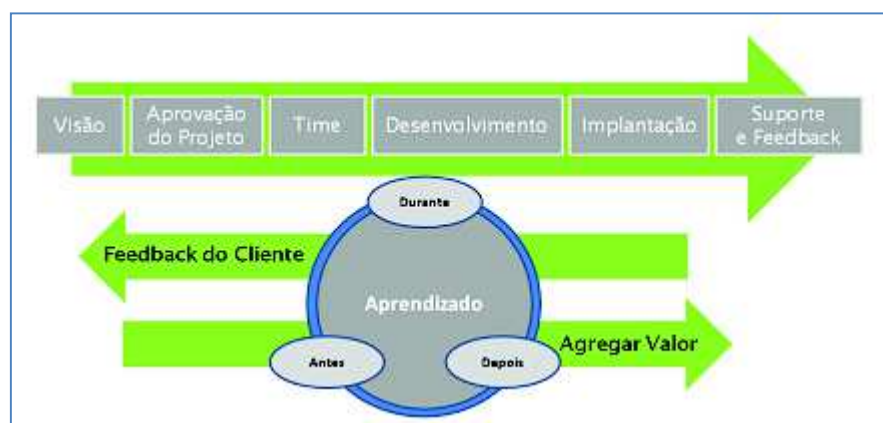 Visão
Aprovação
do Projeto
Time
Desenvolvimento
Implantação
Suporte
e Feedback
Durante
Feedback do Cliente
Aprendizado
Agregar Valor
Antes
Depois